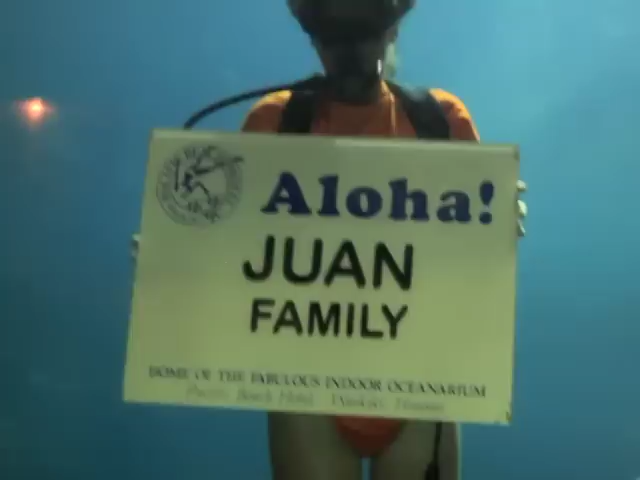 Aloha!
JUAN
FAMILY
HOME OF THE FABULOUS INDOOR OCEANARIUM
Pacific Beach Hotel Waikiki, Hawaii